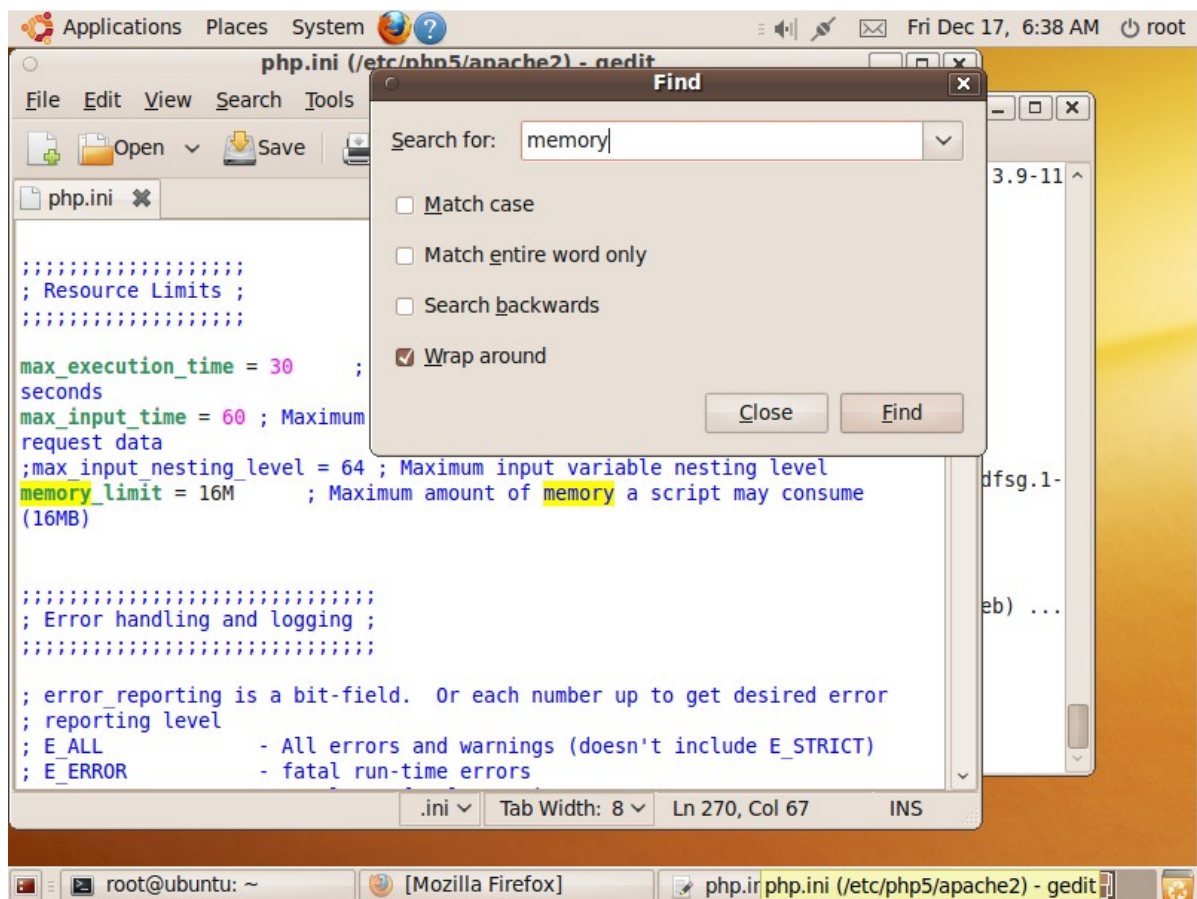 Applications Places System Fri Dec 17, 6:38 AM root
php.ini (/etc/php5/apache2) - gedit
Find
File Edit View Search Tools
Search for: memory
Open Save
3.9-11
php.ini
Match case
Match entire word only
Search backwards
Wrap around
Close Find
;;;;;;;;;;;;;;;;;;;
; Resource Limits ;
;;;;;;;;;;;;;;;;;;;
max_execution_time = 30 ;
seconds
max_input_time = 60 ; Maximum
request data
;max_input_nesting_level = 64 ; Maximum input variable nesting level
memory_limit = 16M ; Maximum amount of memory a script may consume
(16MB)
dfsg.1-
;;;;;;;;;;;;;;;;;;;;;;;;;;;;;;
; Error handling and logging ;
;;;;;;;;;;;;;;;;;;;;;;;;;;;;;;
eb) ...
; error_reporting is a bit-field. Or each number up to get desired error
; reporting level
; E_ALL - All errors and warnings (doesn't include E_STRICT)
; E_ERROR - fatal run-time errors
.ini Tab Width: 8 Ln 270, Col 67 INS
root@ubuntu: ~ [Mozilla Firefox] php.in php.ini (/etc/php5/apache2) - gedit